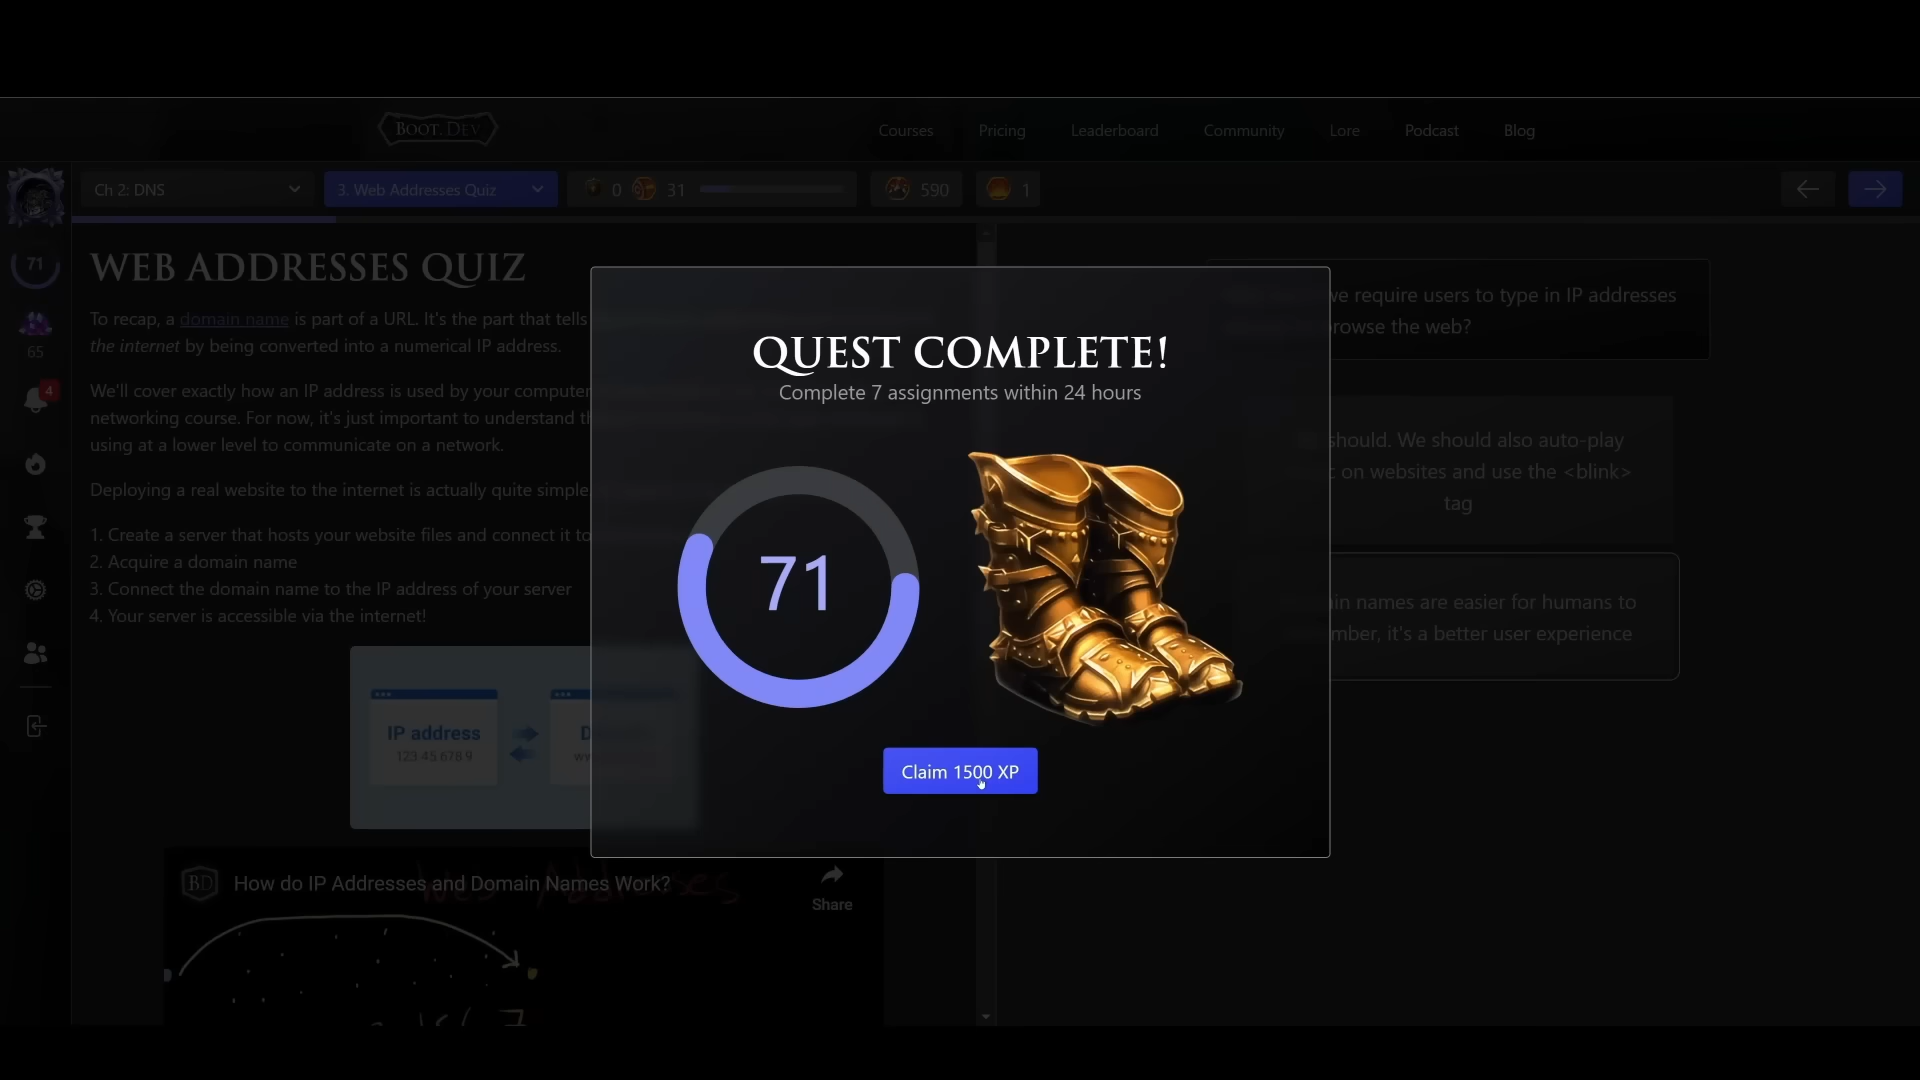 BOOT.DEV
Courses
Pricing
Leaderboard
Community
Lore
Podcast
Blog
Ch 2: DNS
3. Web Addresses Quiz
0
31
590
1
71
65
4
WEB ADDRESSES QUIZ
To recap, a domain name is part of a URL. It's the part that tells
the internet by being converted into a numerical IP address.
We'll cover exactly how an IP address is used by your computer
networking course. For now, it's just important to understand
using at a lower level to communicate on a network.
Deploying a real website to the internet is actually quite simple.
1. Create a server that hosts your website files and connect it to
2. Acquire a domain name
3. Connect the domain name to the IP address of your server
4. Your server is accessible via the internet!
IP address
123.45.678.9
BD
How do IP Addresses and Domain Names Work?
Web Addresses
Share
QUEST COMPLETE!
Complete 7 assignments within 24 hours
71
Claim 1500 XP
we require users to type in IP addresses
browse the web?
should. We should also auto-play
on websites and use the <blink>
tag
names are easier for humans to
it's a better user experience